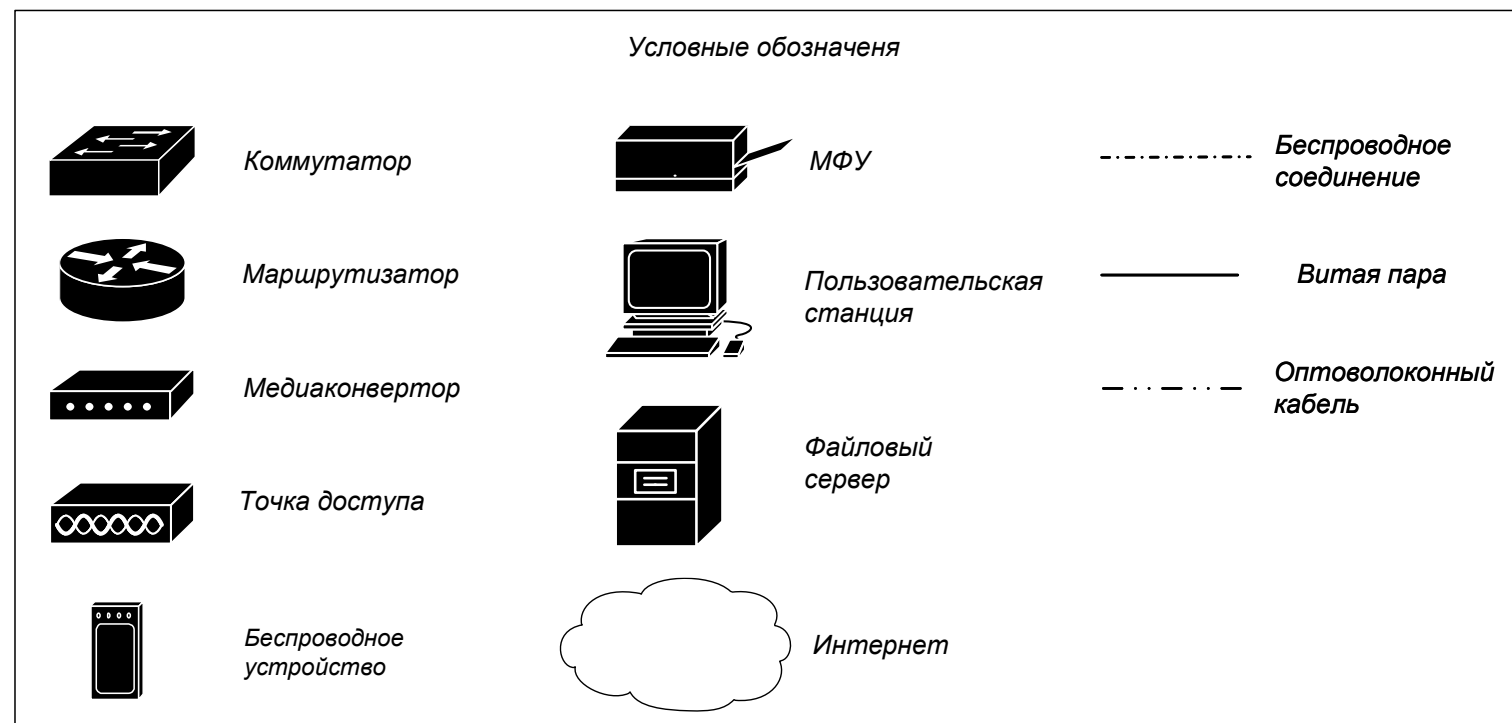 Условные обозначеня
Коммутатор
Маршрутизатор
Медиаконвертор
Точка доступа
Беспроводное
устройство
МФУ
Пользовательская
станция
Файловый
сервер
Интернет
Беспроводное
соединение
Витая пара
Оптоволоконный
кабель